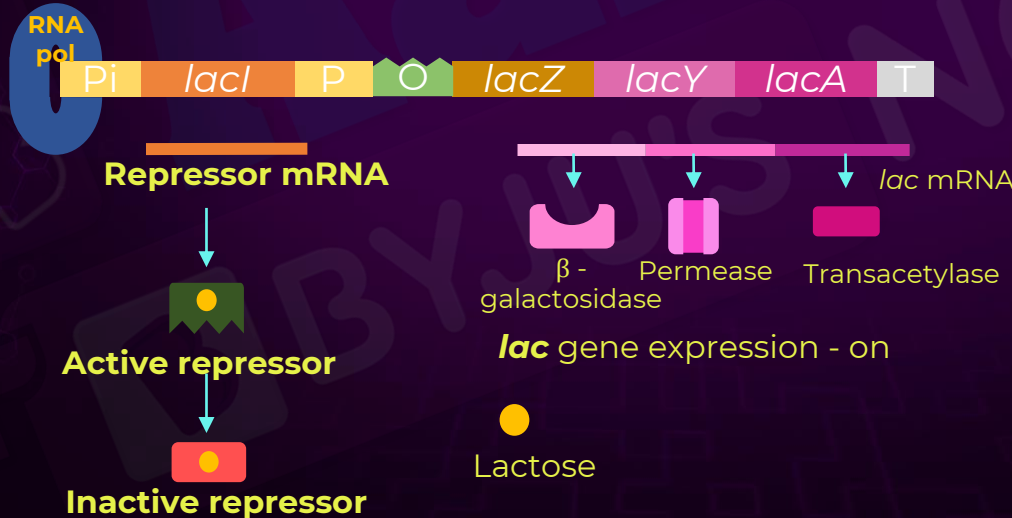 RNA
pol
Pi lacI P O lacZ lacY lacA T
Repressor mRNA
lac mRNA
β -
galactosidase
Permease
Transacetylase
Active repressor
lac gene expression - on
Lactose
Inactive repressor
BYJU'S N